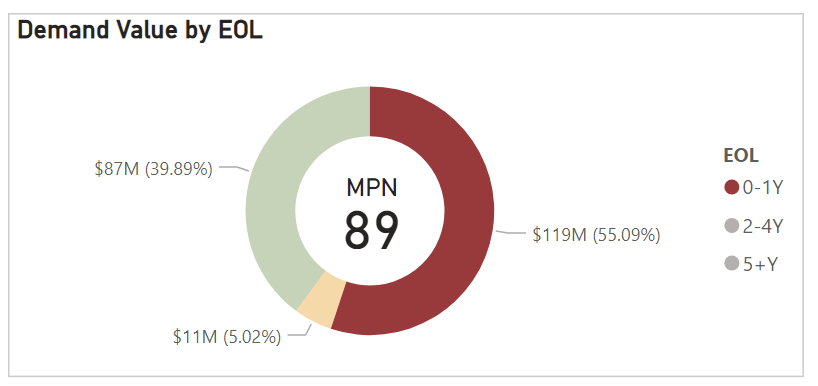 Demand Value by EOL
$87M (39.89%)
MPN
89
$119M (55.09%)
$11M (5.02%)
EOL
0-1Y
2-4Y
5+Y